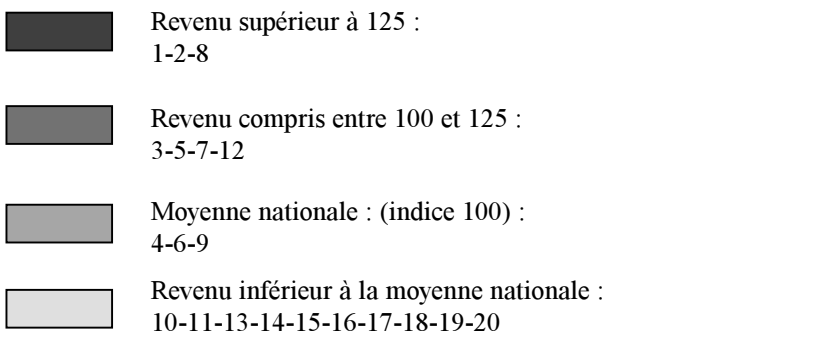 Revenu supérieur à 125 :
1-2-8
Revenu compris entre 100 et 125 :
3-5-7-12
Moyenne nationale : (indice 100) :
4-6-9
Revenu inférieur à la moyenne nationale :
10-11-13-14-15-16-17-18-19-20